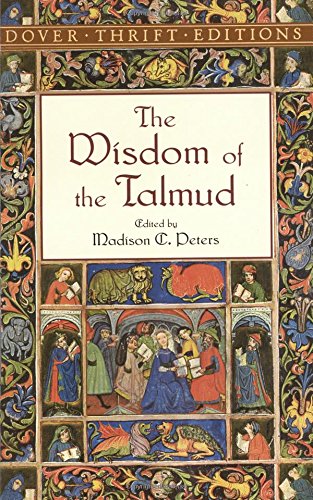 DOVER · THRIFT · EDITIONS
The
Wisdom of
the Talmud
Edited by
Madison C. Peters